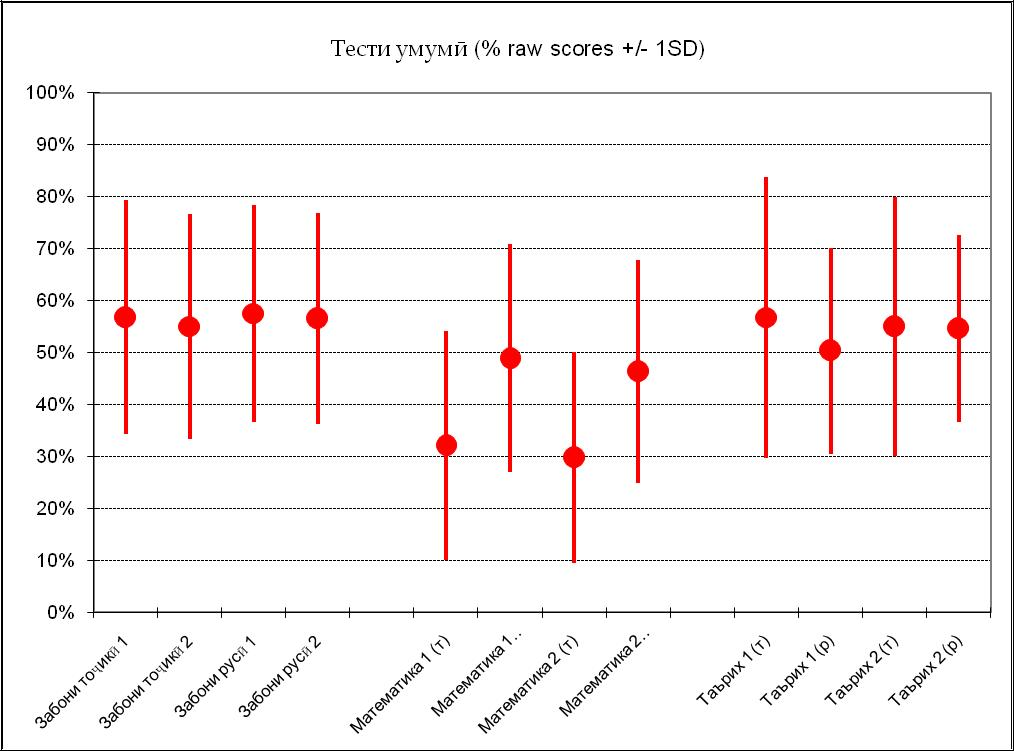 Тести умумӣ (% raw scores +/- 1SD)
100%
90%
80%
70%
60%
50%
40%
30%
20%
10%
0%
Забони тоҷикӣ 1
Забони тоҷикӣ 2
Забони русӣ 1
Забони русӣ 2
Математика 1 (т)
Математика 1..
Математика 2 (т)
Математика 2..
Таърих 1 (т)
Таърих 1 (р)
Таърих 2 (т)
Таърих 2 (р)